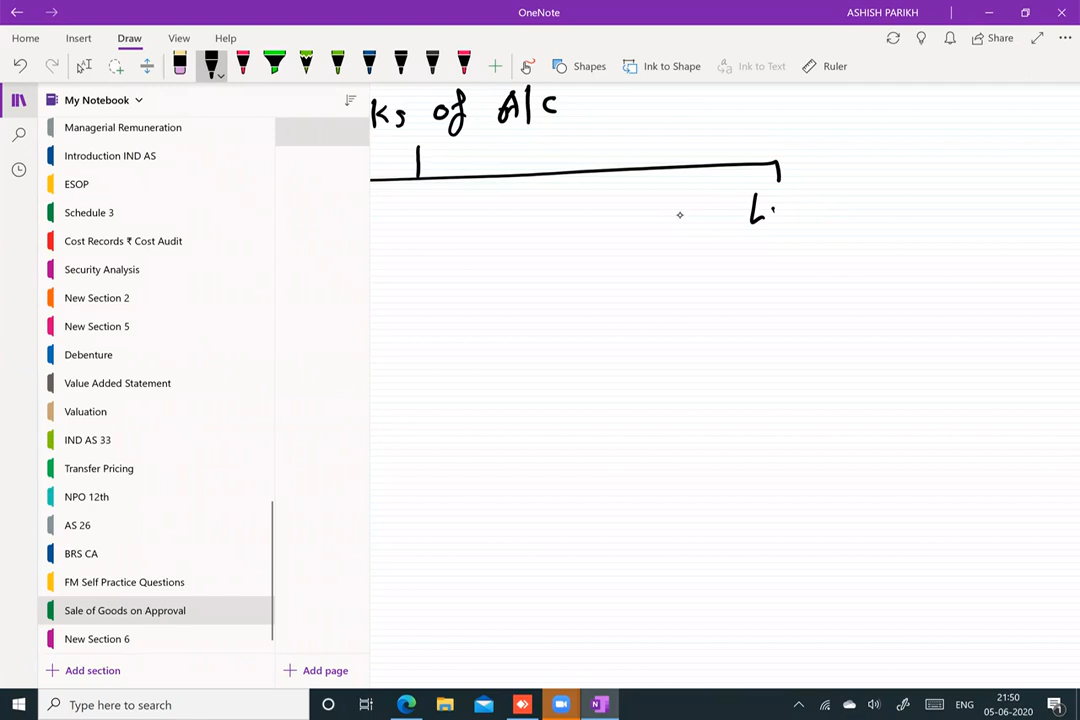 OneNote
ASHISH PARIKH
Home Insert Draw View Help
Share
Shapes
Ink to Shape
Ink to Text
Ruler
My Notebook
Managerial Remuneration
Introduction IND AS
ESOP
Schedule 3
Cost Records ₹ Cost Audit
Security Analysis
New Section 2
New Section 5
Debenture
Value Added Statement
Valuation
IND AS 33
Transfer Pricing
NPO 12th
AS 26
BRS CA
FM Self Practice Questions
Sale of Goods on Approval
New Section 6
Add section
Add page
ks of A/c
L.
Type here to search
ENG
21:50
05-06-2020
1